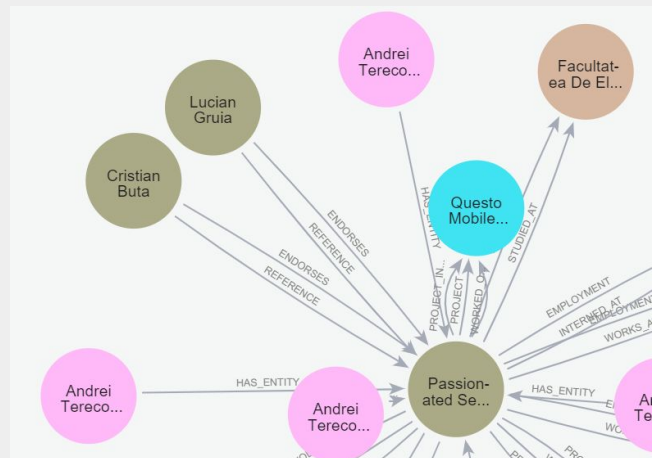 Andrei
Tereco...
Facultat-
ea De El...
Lucian
Gruia
Cristian
Buta
Questo
Mobile...
HAS_ENTITY
STUDIED_AT
ENDORSES
REFERENCE
ENDORSES
REFERENCE
PROJECT_IN...
PROJECT
WORKED_O
EMPLOYMENT
INTERNED_AT
EMPLOYMENT
WORKS_A
Andrei
Tereco...
HAS_ENTITY
Andrei
Tereco...
Passion-
ated Se...
HAS_ENTITY